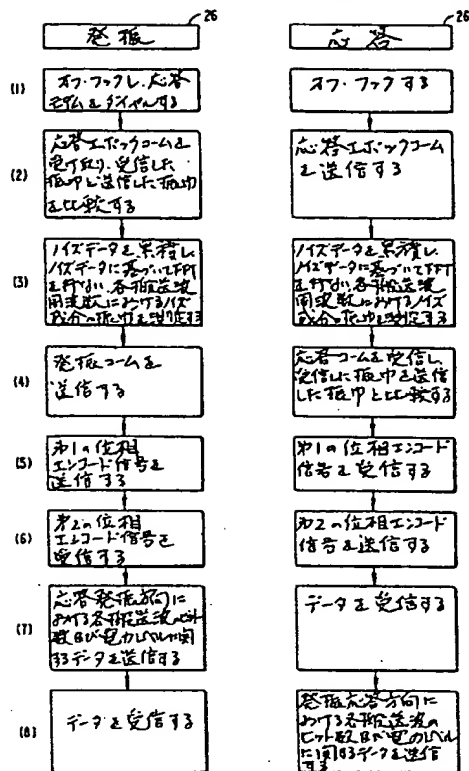 26
発振
26
応答
(1)
オフ・フックし、応答
モデムをダイヤルする
オフ・フックする
(2)
応答エポックコームを
受け取り、受信した
振巾と送信した振巾
を比較する
応答エポックコーム
を送信する
(3)
ノイズデータを累積し、
ノイズデータに基づいてFFT
を行ない、各搬送波
周波数におけるノイズ
成分の振巾を測定する
ノイズデータを累積し、
ノイズデータに基づいてFFT
を行ない、各搬送波
周波数におけるノイズ
成分の振巾を測定する
(4)
発振コームを
送信する
応答コームを受信し、
受信した振巾を送信
した振巾と比較する
(5)
第1の位相
エンコード信号を
送信する
第1の位相エンコード
信号を受信する
(6)
第2の位相
エンコード信号を
受信する
第2の位相エンコード
信号を送信する
(7)
応答発振方向に
おける各搬送波のビット
数及び電力レベルに関
するデータを送信する
データを受信する
(8)
データを受信する
発振応答方向に
おける各搬送波の
ビット数及び電力レベル
に関するデータを送信
する